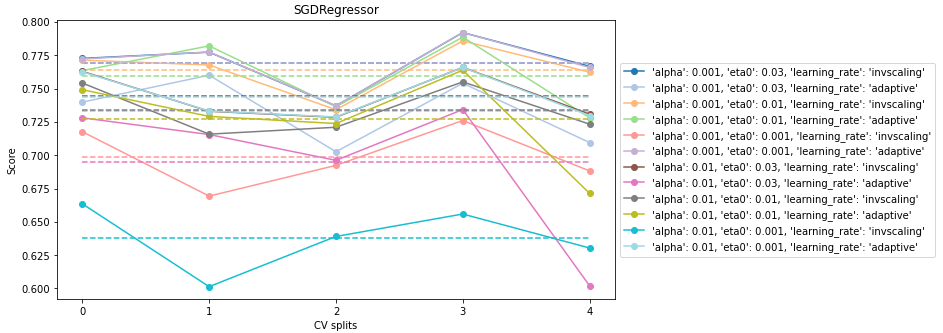 SGDRegressor
0.800
0.775
0.750
0.725
0.700
0.675
0.650
0.625
0.600
Score
0 1 2 3 4
CV splits
'alpha': 0.001, 'eta0': 0.03, 'learning_rate': 'invscaling'
'alpha': 0.001, 'eta0': 0.03, 'learning_rate': 'adaptive'
'alpha': 0.001, 'eta0': 0.01, 'learning_rate': 'invscaling'
'alpha': 0.001, 'eta0': 0.01, 'learning_rate': 'adaptive'
'alpha': 0.001, 'eta0': 0.001, 'learning_rate': 'invscaling'
'alpha': 0.001, 'eta0': 0.001, 'learning_rate': 'adaptive'
'alpha': 0.01, 'eta0': 0.03, 'learning_rate': 'invscaling'
'alpha': 0.01, 'eta0': 0.03, 'learning_rate': 'adaptive'
'alpha': 0.01, 'eta0': 0.01, 'learning_rate': 'invscaling'
'alpha': 0.01, 'eta0': 0.01, 'learning_rate': 'adaptive'
'alpha': 0.01, 'eta0': 0.001, 'learning_rate': 'invscaling'
'alpha': 0.01, 'eta0': 0.001, 'learning_rate': 'adaptive'